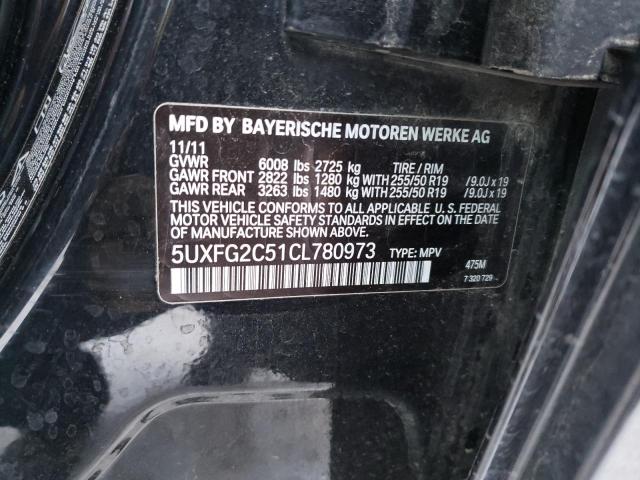 MFD BY BAYERISCHE MOTOREN WERKE AG
11/11
GVWR 6008 lbs 2725 kg TIRE / RIM
GAWR FRONT 2822 lbs 1280 kg WITH 255/50 R19 /9.0J x 19
GAWR REAR 3263 lbs 1480 kg WITH 255/50 R19 /9.0J x 19
THIS VEHICLE CONFORMS TO ALL APPLICABLE U. S. FEDERAL
MOTOR VEHICLE SAFETY STANDARDS IN EFFECT ON THE DATE
OF MANUFACTURE SHOWN ABOVE.
5UXFG2C51CL780973 TYPE: MPV
475M
7 320 729